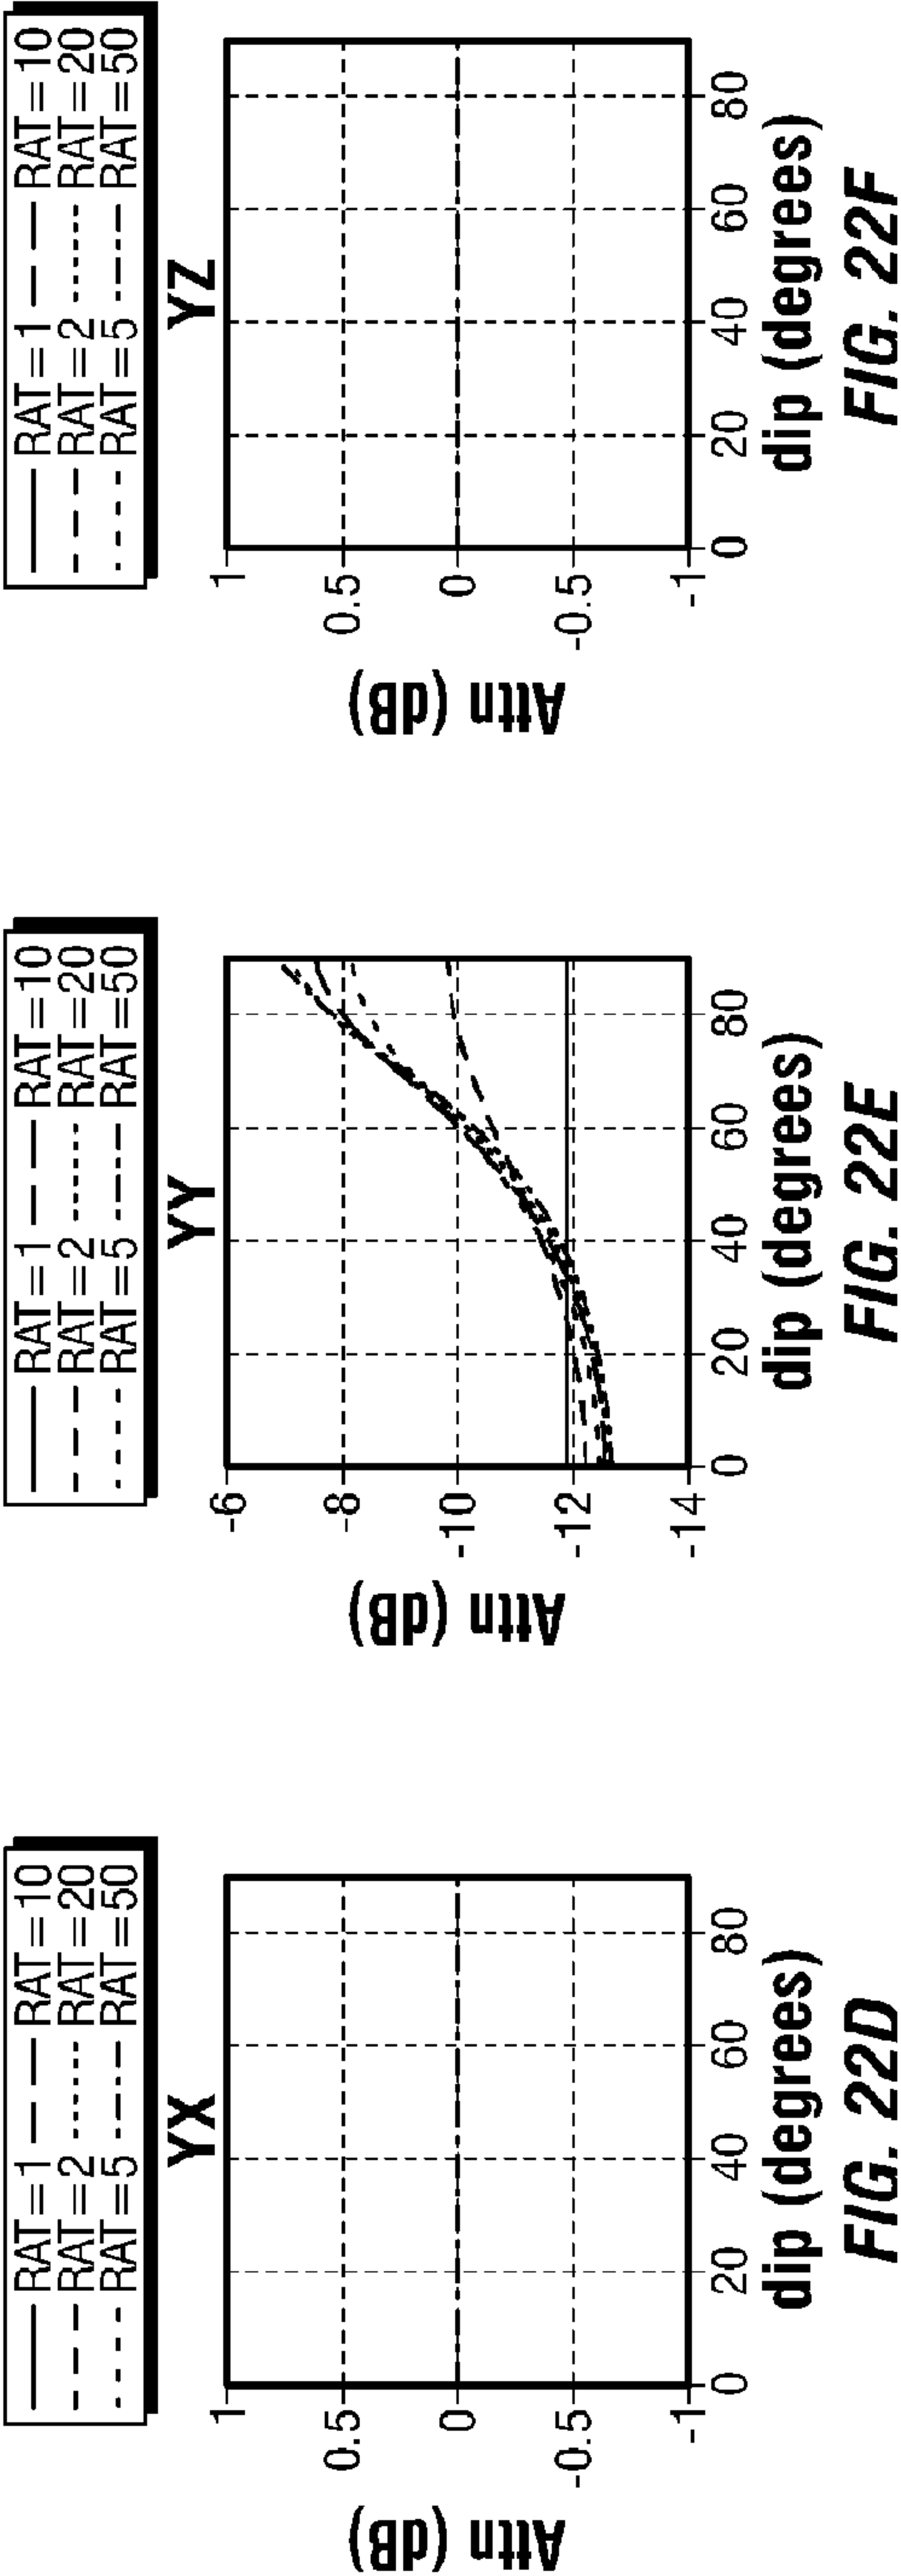 RAT=1 RAT=10
RAT=2 RAT=20
RAT=5 RAT=50
YX
Attn (dB)
1
0.5
0
-0.5
-1
0 20 40 60 80
dip (degrees)
FIG. 22D
RAT=1 RAT=10
RAT=2 RAT=20
RAT=5 RAT=50
YY
Attn (dB)
-6
-8
-10
-12
-14
0 20 40 60 80
dip (degrees)
FIG. 22E
RAT=1 RAT=10
RAT=2 RAT=20
RAT=5 RAT=50
YZ
Attn (dB)
1
0.5
0
-0.5
-1
0 20 40 60 80
dip (degrees)
FIG. 22F